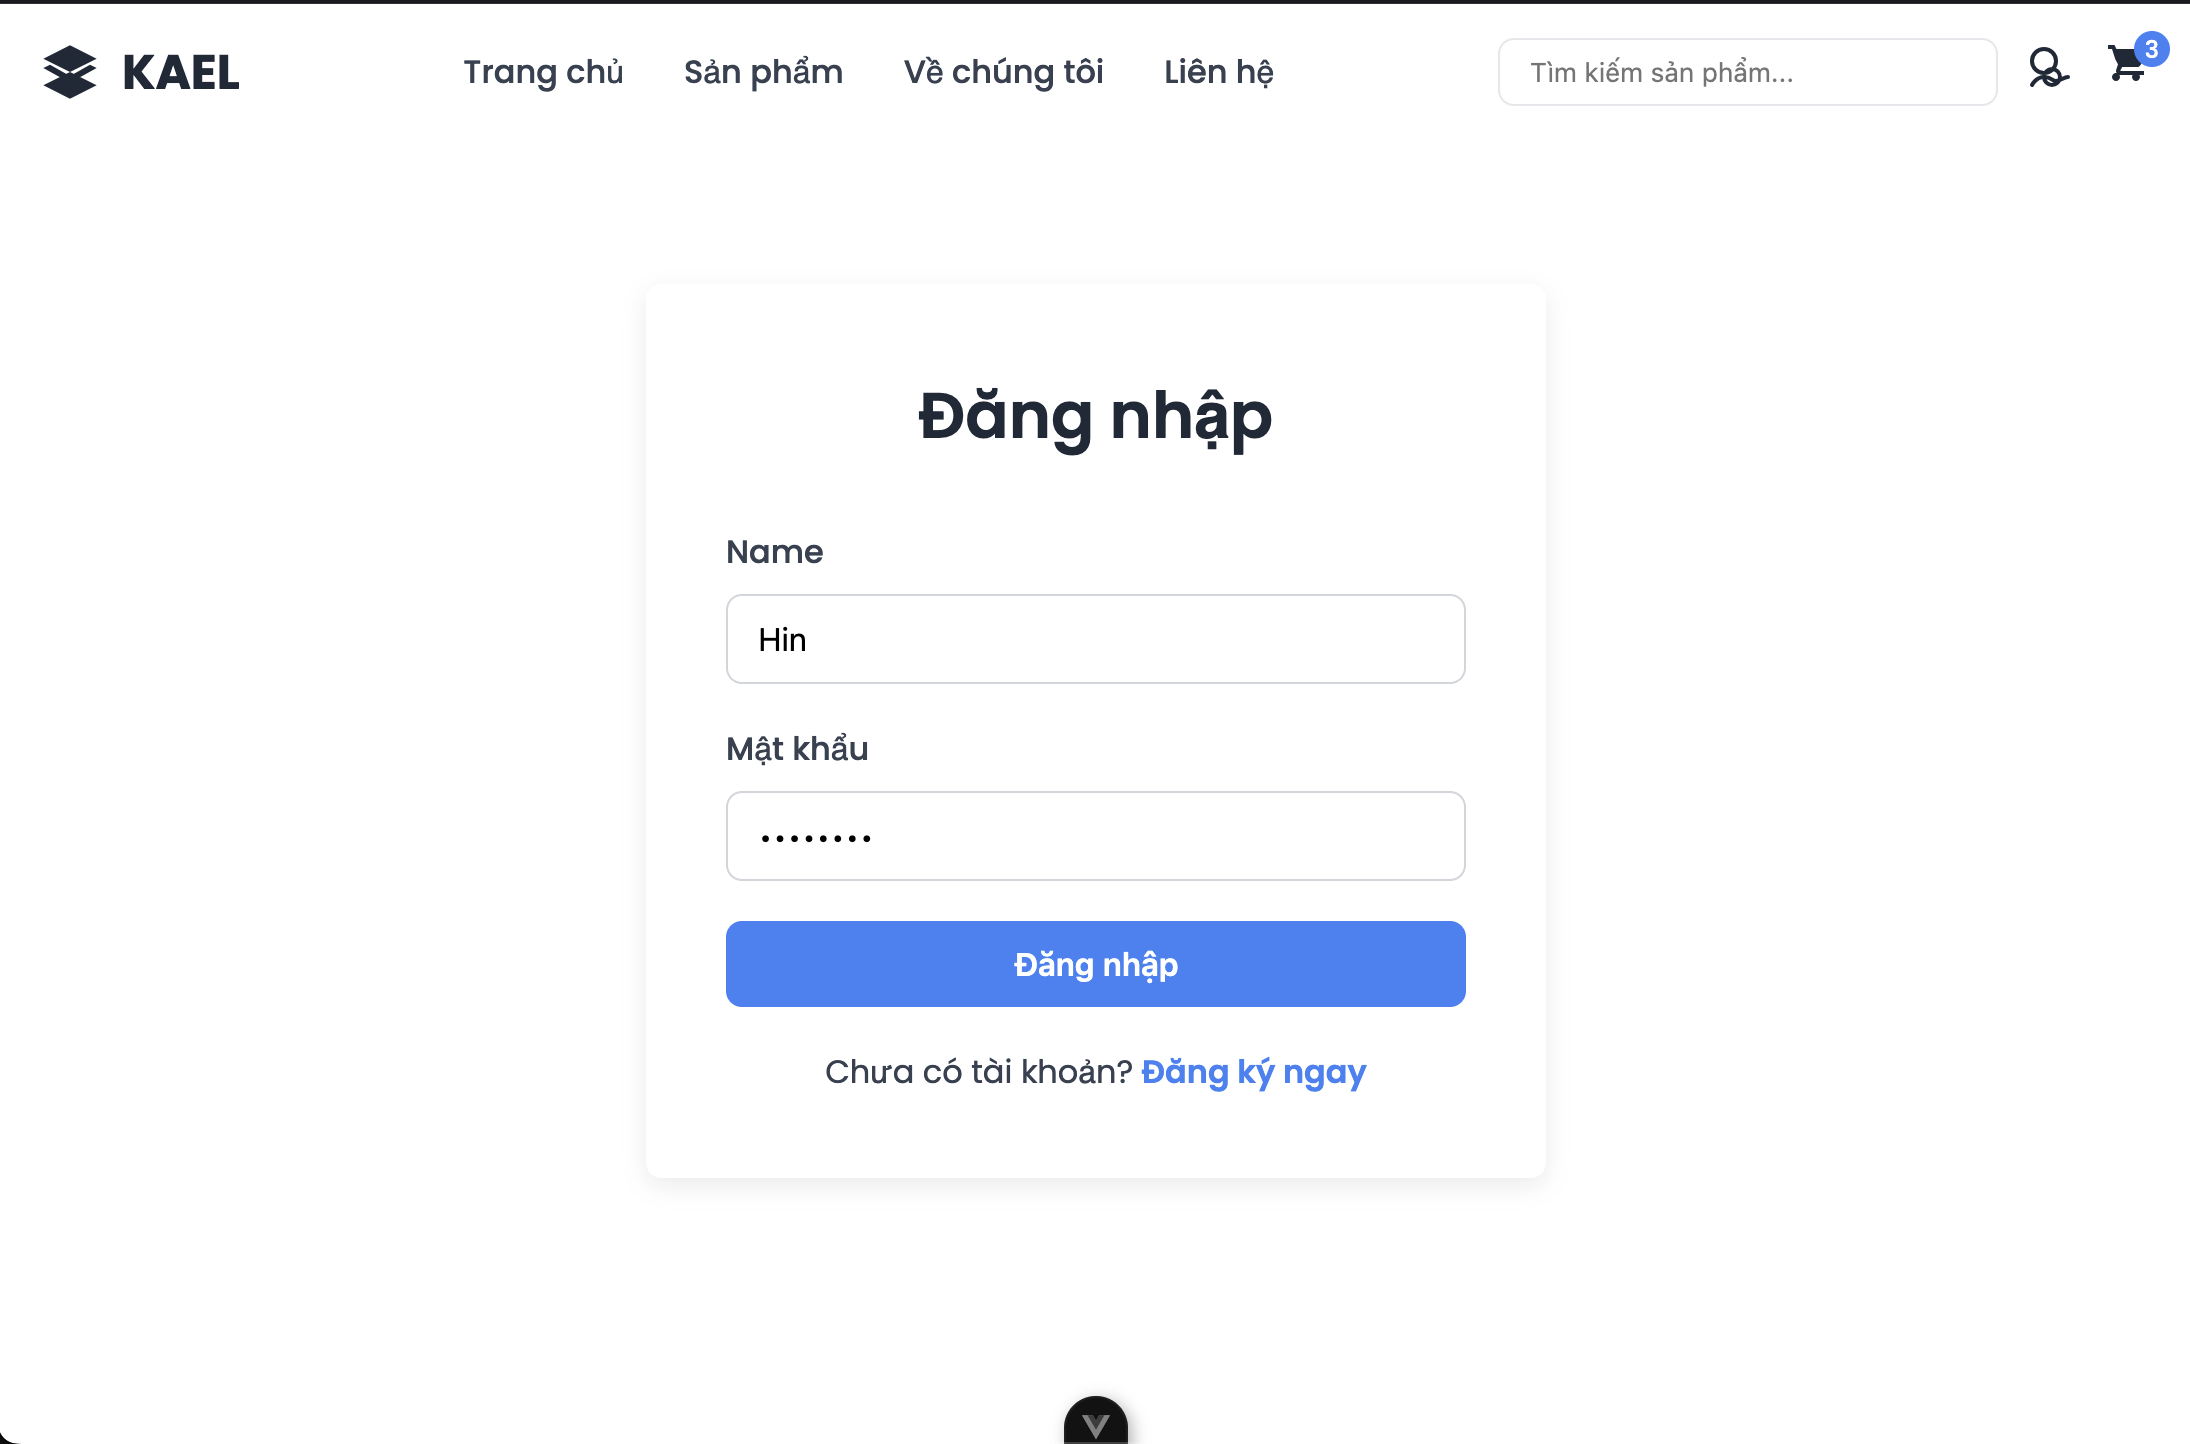 KAEL
Trang chủ
Sản phẩm
Về chúng tôi
Liên hệ
Tìm kiếm sản phẩm...
3
Đăng nhập
Name
Hin
Mật khẩu
••••••••
Đăng nhập
Chưa có tài khoản? Đăng ký ngay